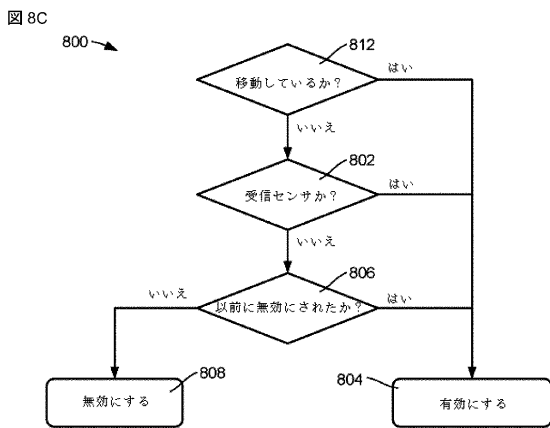 図 8C
800
812
移動しているか?
はい
いいえ
802
受信センサか?
はい
いいえ
806
以前に無効にされたか?
いいえ
はい
808
無効にする
804
有効にする